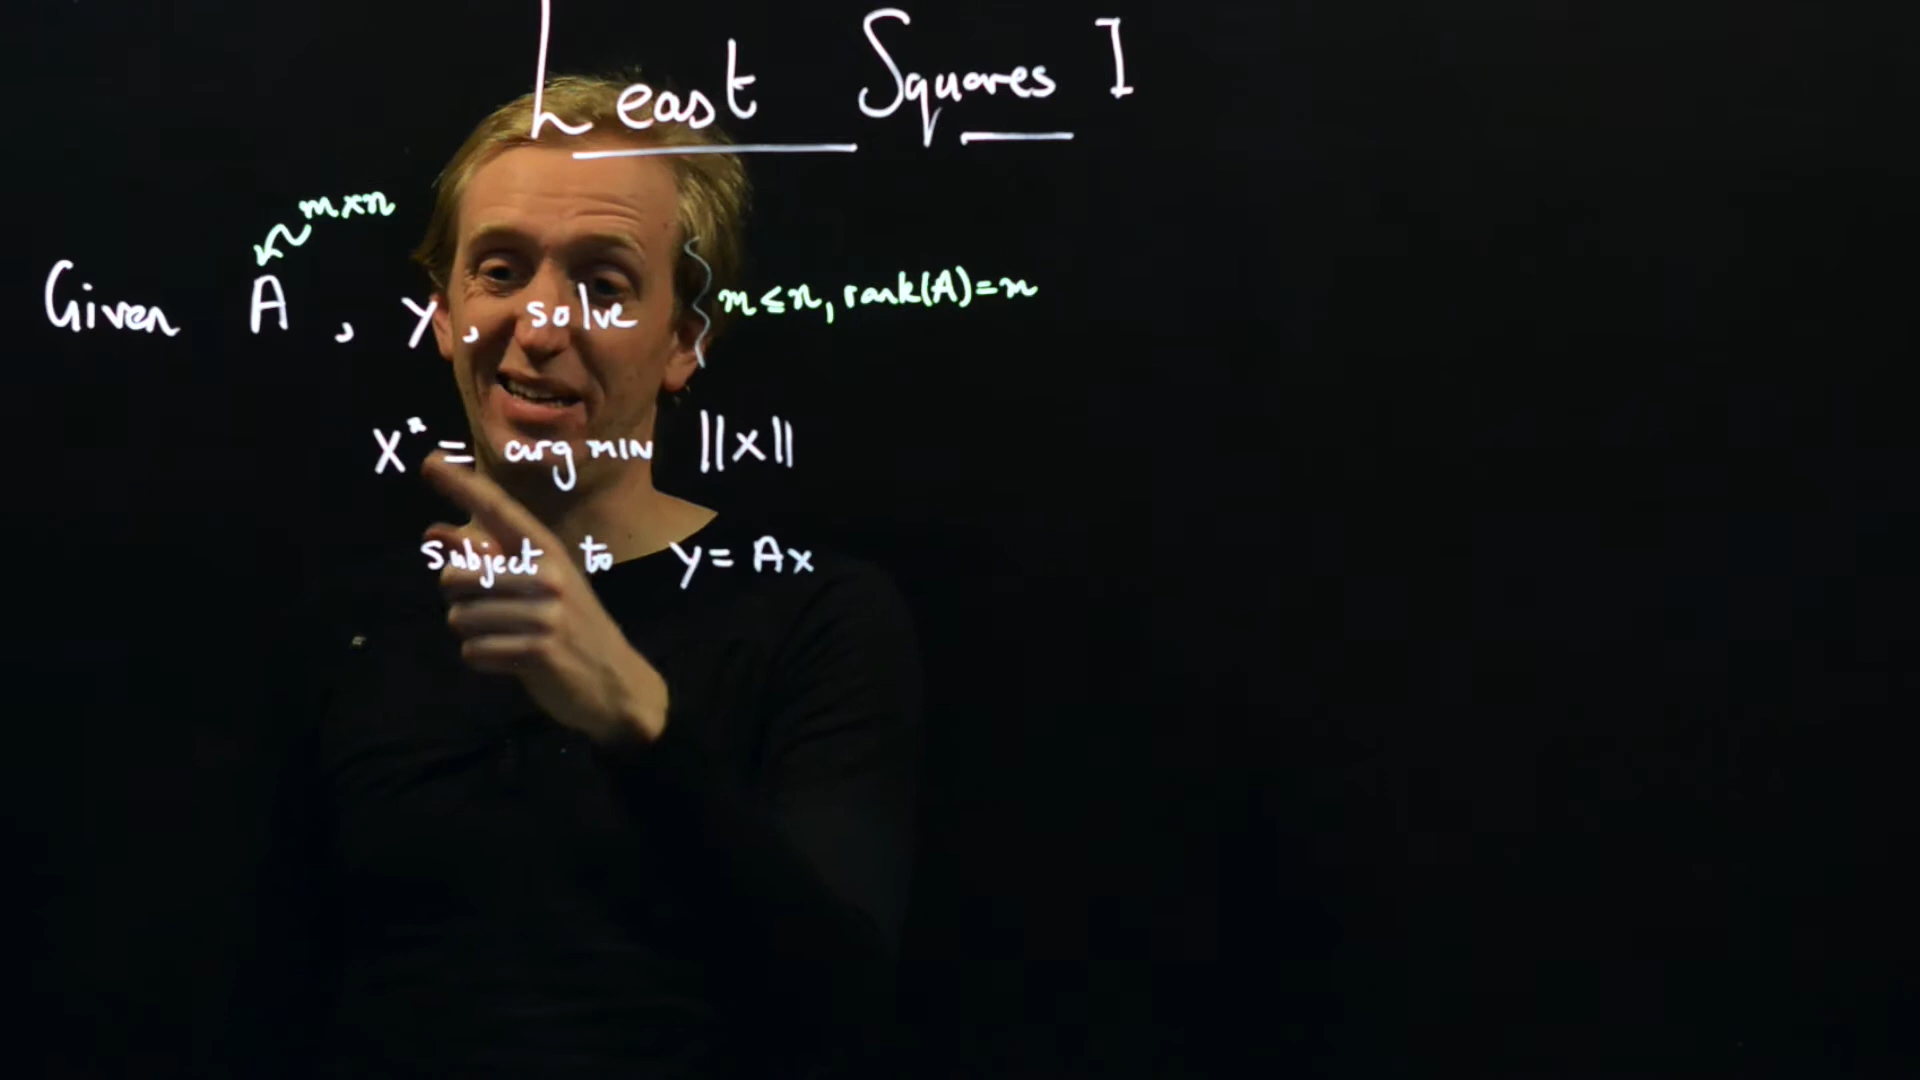 Least Squares I
m×n
Given A, y, solve
m≤n, rank(A)=m
x* = arg MIN ||x||
subject to y = Ax